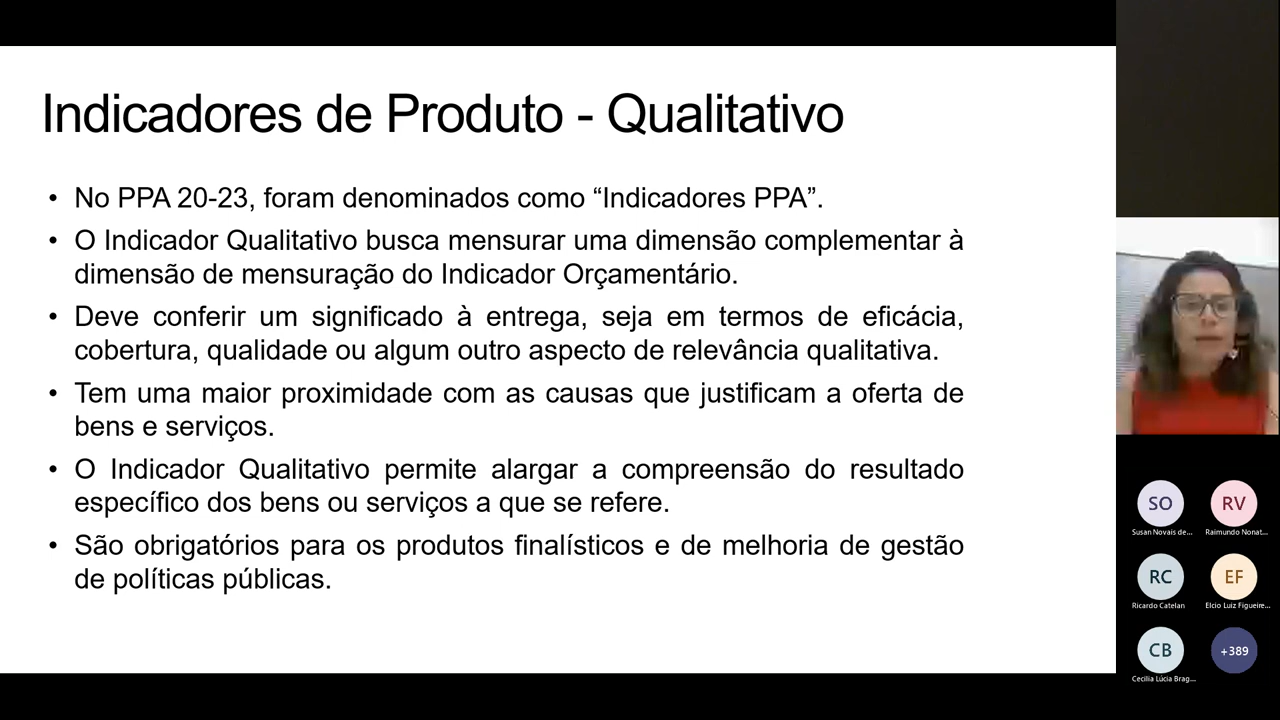 Indicadores de Produto - Qualitativo
• No PPA 20-23, foram denominados como “Indicadores PPA”.
• O Indicador Qualitativo busca mensurar uma dimensão complementar à
dimensão de mensuração do Indicador Orçamentário.
• Deve conferir um significado à entrega, seja em termos de eficácia,
cobertura, qualidade ou algum outro aspecto de relevância qualitativa.
• Tem uma maior proximidade com as causas que justificam a oferta de
bens e serviços.
• O Indicador Qualitativo permite alargar a compreensão do resultado
específico dos bens ou serviços a que se refere.
• São obrigatórios para os produtos finalísticos e de melhoria de gestão
de políticas públicas.
SO RV
Susan Novais de... Raimundo Nonat...
RC EF
Ricardo Catelan Elcio Luiz Figueire...
CB +389
Cecilia Lúcia Brag...